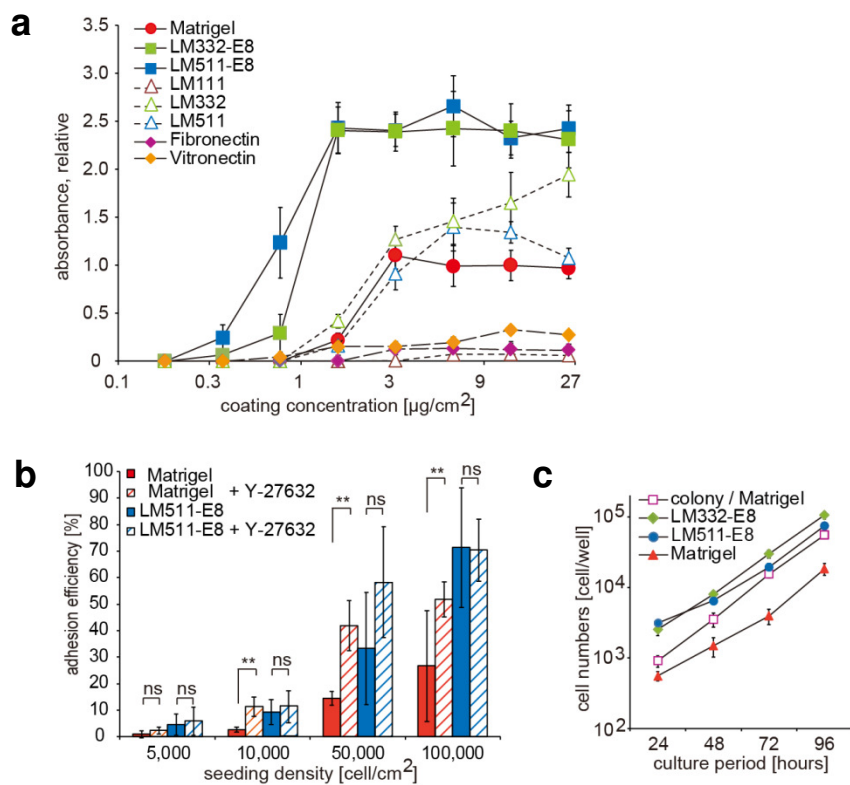 a
3.5
3.0
2.5
2.0
1.5
1.0
0.5
0
absorbance, relative
Matrigel
LM332-E8
LM511-E8
LM111
LM332
LM511
Fibronectin
Vitronectin
0.1 0.3 1 3 9 27
coating concentration [µg/cm²]
b
100
90
80
70
60
50
40
30
20
10
0
adhesion efficiency [%]
Matrigel
Matrigel + Y-27632
LM511-E8
LM511-E8 + Y-27632
ns ns ** ns ** ns ** ns
5,000 10,000 50,000 100,000
seeding density [cell/cm²]
c
colony / Matrigel
LM332-E8
LM511-E8
Matrigel
10⁵
10⁴
10³
10²
cell numbers [cell/well]
24 48 72 96
culture period [hours]